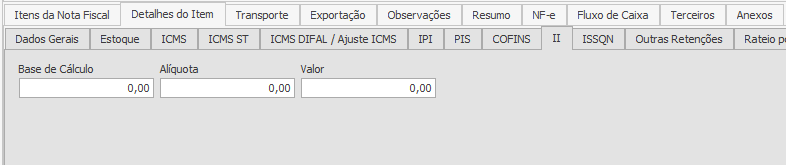 Itens da Nota Fiscal Detalhes do Item Transporte Exportação Observações Resumo NF-e Fluxo de Caixa Terceiros Anexos
Dados Gerais Estoque ICMS ICMS ST ICMS DIFAL / Ajuste ICMS IPI PIS COFINS II ISSQN Outras Retenções Rateio
Base de Cálculo Alíquota Valor
0,00 0,00 0,00